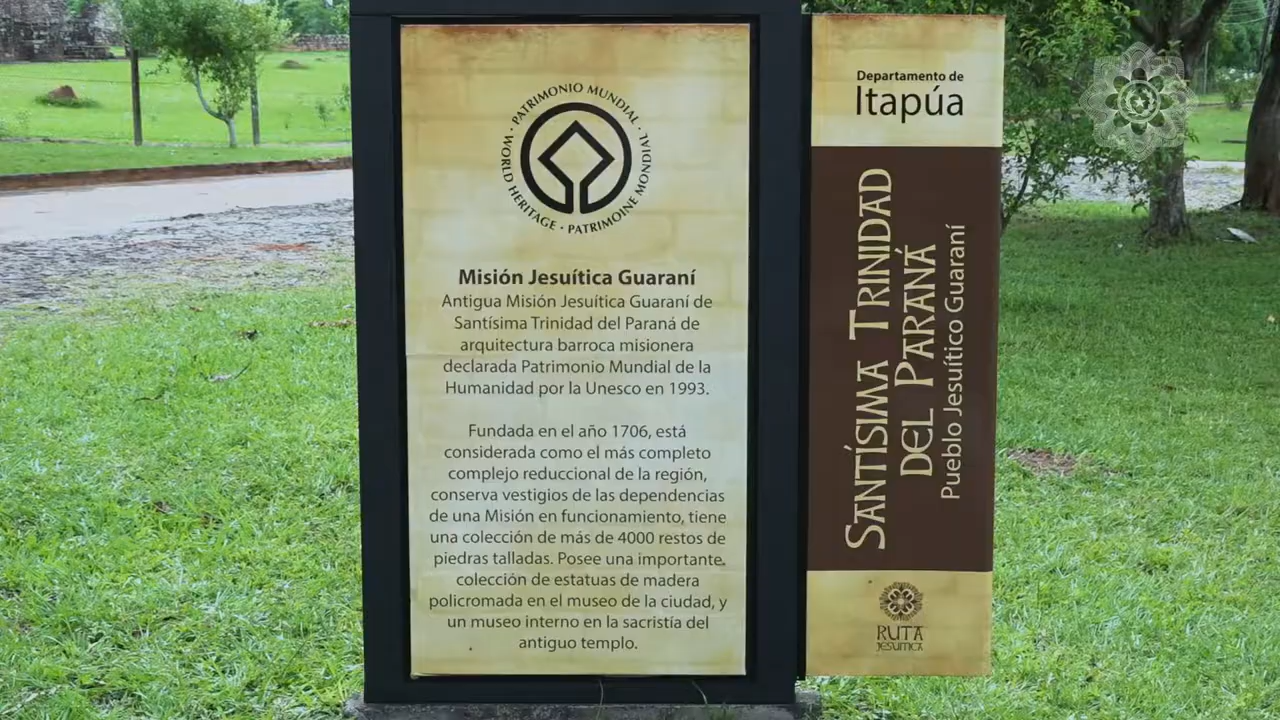 PATRIMONIO MUNDIAL · WORLD HERITAGE · PATRIMOINE MONDIAL ·
Misión Jesuítica Guaraní
Antigua Misión Jesuítica Guaraní de
Santísima Trinidad del Paraná de
arquitectura barroca misionera
declarada Patrimonio Mundial de la
Humanidad por la Unesco en 1993.
Fundada en el año 1706, está
considerada como el más completo
complejo reduccional de la región,
conserva vestigios de las dependencias
de una Misión en funcionamiento, tiene
una colección de más de 4000 restos de
piedras talladas. Posee una importante
colección de estatuas de madera
policromada en el museo de la ciudad, y
un museo interno en la sacristía del
antiguo templo.
Departamento de
Itapúa
SANTÍSIMA TRINIDAD
DEL PARANÁ
Pueblo Jesuítico Guaraní
RUTA
JESUÍTICA